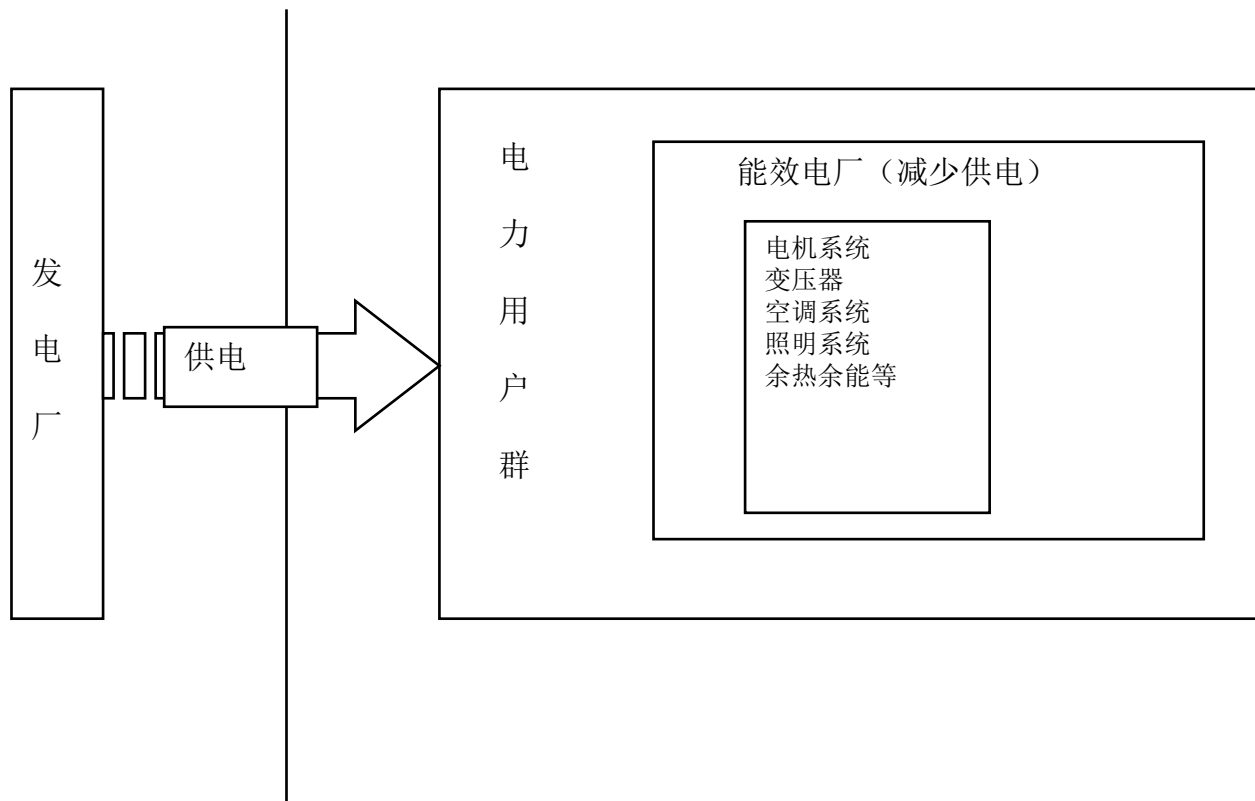 发电厂
供电
电力用户群
能效电厂（减少供电）
电机系统
变压器
空调系统
照明系统
余热余能等